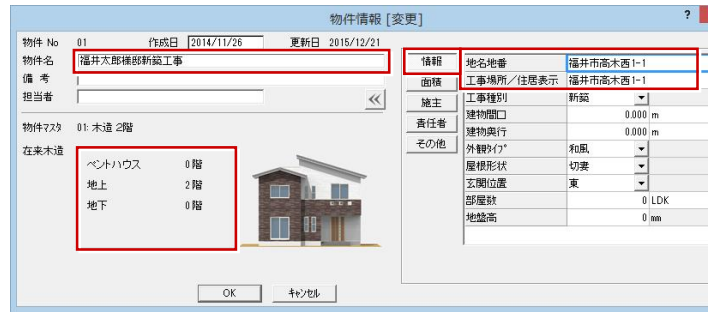 物件情報 [変更]
?
物件 No 01 作成日 2014/11/26 更新日 2015/12/21
物件名 福井太郎様邸新築工事
備 考
担当者
物件マスタ 01: 木造 2階
在来木造
ペントハウス 0 階
地上 2 階
地下 0 階
情報
面積
施主
責任者
その他
地名地番 福井市高木西1-1
工事場所／住居表示 福井市高木西1-1
工事種別 新築
建物間口 0.000 m
建物奥行 0.000 m
外観タイプ 和風
屋根形状 切妻
玄関位置 東
部屋数 0 LDK
地盤高 0 mm
OK キャンセル